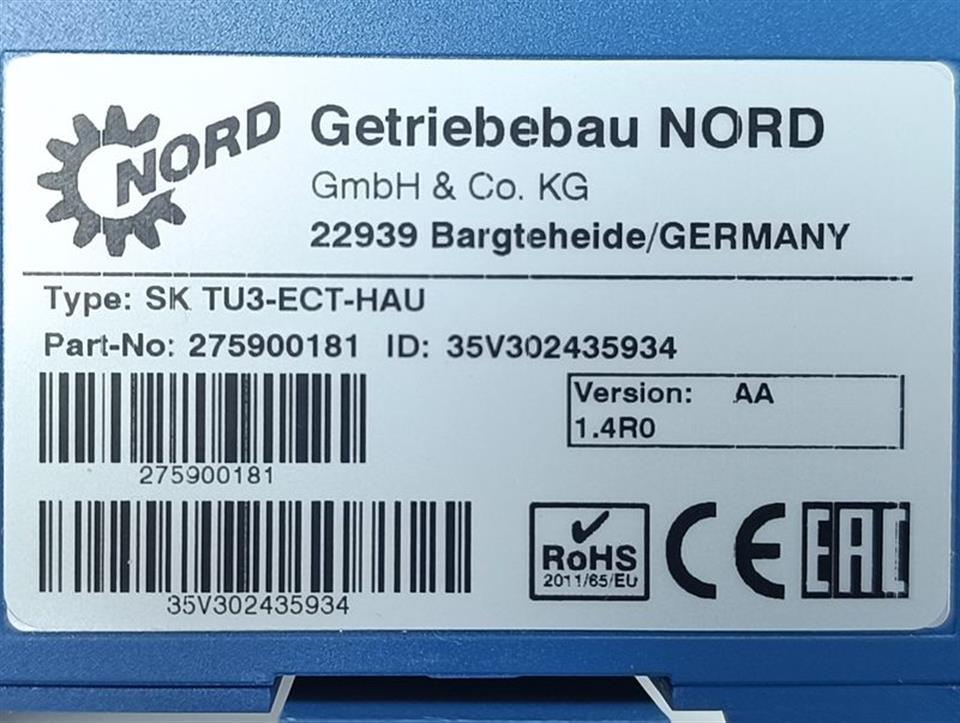 NORD
Getriebebau NORD
GmbH & Co. KG
22939 Bargteheide/GERMANY
Type: SK TU3-ECT-HAU
Part-No: 275900181 ID: 35V302435934
Version: AA
1.4R0
275900181
35V302435934
RoHS
2011/65/EU
CE
EAC